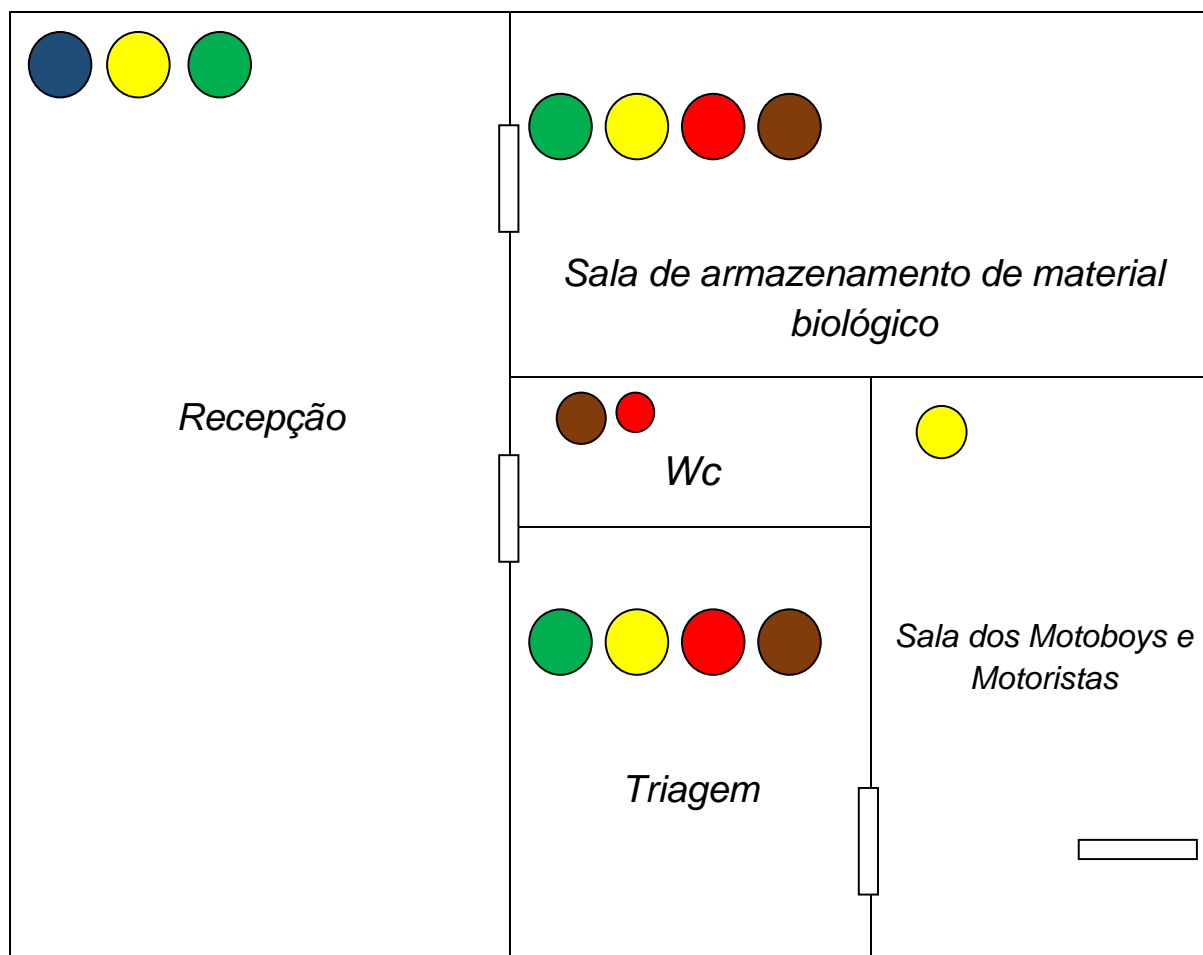 Sala de armazenamento de material
biológico
Recepção
Wc
Sala dos Motoboys e
Motoristas
Triagem